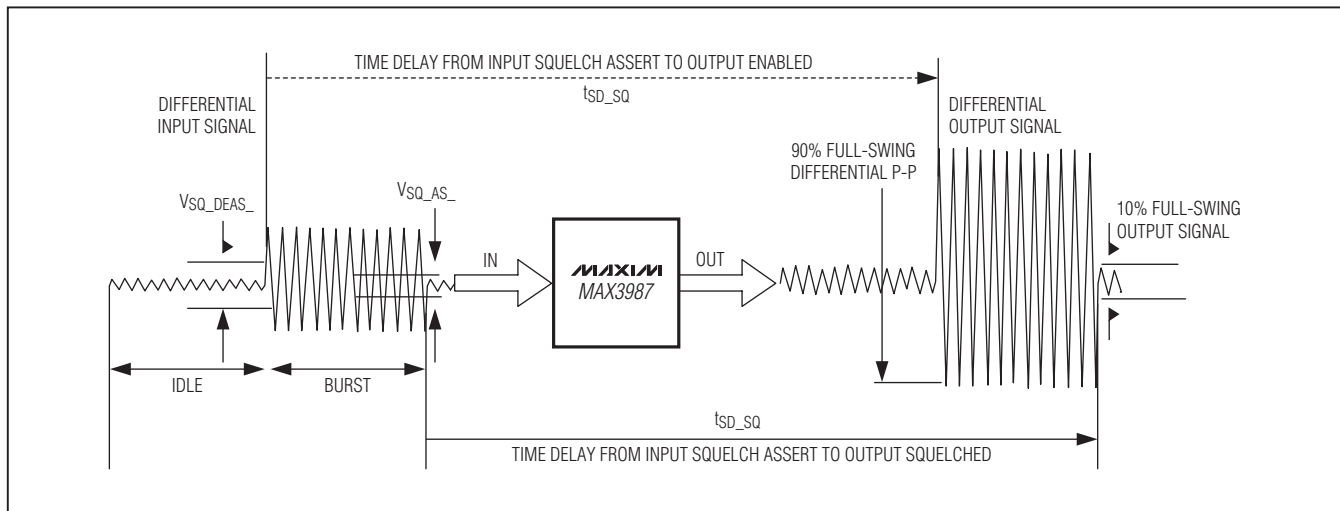 TIME DELAY FROM INPUT SQUELCH ASSERT TO OUTPUT ENABLED
tSD_SQ
DIFFERENTIAL
INPUT SIGNAL
DIFFERENTIAL
OUTPUT SIGNAL
90% FULL-SWING
DIFFERENTIAL P-P
VSQ_DEAS_
VSQ_AS_
10% FULL-SWING
OUTPUT SIGNAL
IN
MAXIM
MAX3987
OUT
IDLE
BURST
tSD_SQ
TIME DELAY FROM INPUT SQUELCH ASSERT TO OUTPUT SQUELCHED